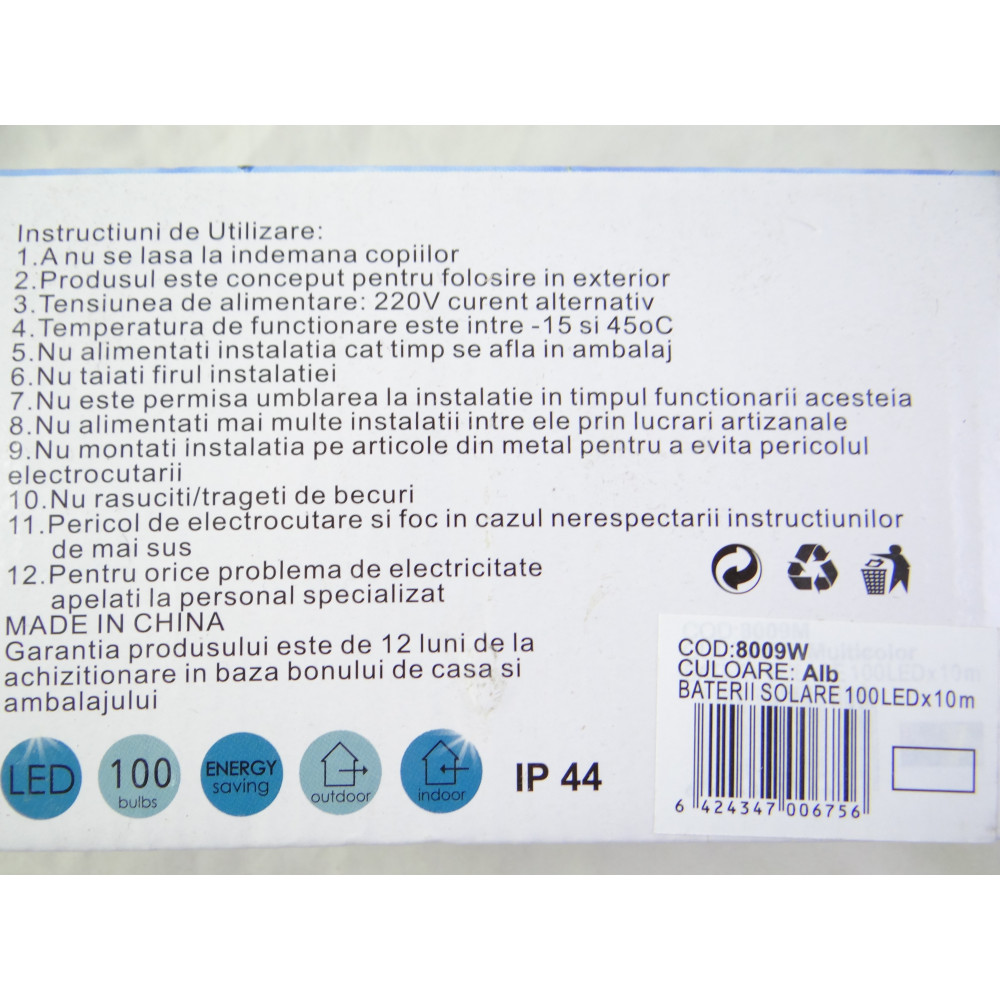 Instructiuni de Utilizare:
1.A nu se lasa la indemana copiilor
2.Produsul este conceput pentru folosire in exterior
3.Tensiunea de alimentare: 220V curent alternativ
4.Temperatura de functionare este intre -15 si 45oC
5.Nu alimentati instalatia cat timp se afla in ambalaj
6.Nu taiati firul instalatiei
7.Nu este permisa umblarea la instalatie in timpul functionarii acesteia
8.Nu alimentati mai multe instalatii intre ele prin lucrari artizanale
9.Nu montati instalatia pe articole din metal pentru a evita pericolul
electrocutarii
10.Nu rasuciti/trageti de becuri
11.Pericol de electrocutare si foc in cazul nerespectarii instructiunilor
de mai sus
12.Pentru orice problema de electricitate
apelati la personal specializat
MADE IN CHINA
Garantia produsului este de 12 luni de la
achizitionare in baza bonului de casa si
ambalajului
LED
100
bulbs
ENERGY
saving
outdoor
indoor
IP 44
COD:8009W
CULOARE: Alb
BATERII SOLARE 100LEDx10m
6 424347 006756
COD:8009M
Multicolor
100LEDx10m